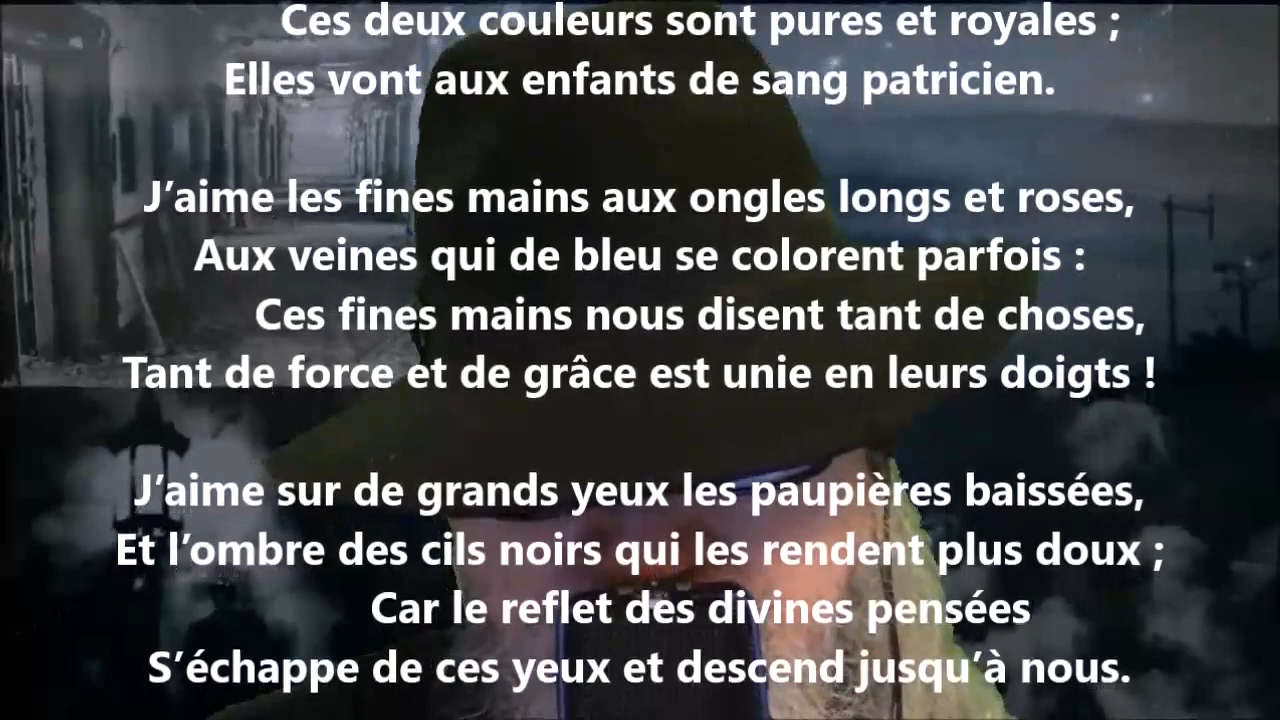 Ces deux couleurs sont pures et royales ;
Elles vont aux enfants de sang patricien.
J’aime les fines mains aux ongles longs et roses,
Aux veines qui de bleu se colorent parfois :
Ces fines mains nous disent tant de choses,
Tant de force et de grâce est unie en leurs doigts !
J’aime sur de grands yeux les paupières baissées,
Et l’ombre des cils noirs qui les rendent plus doux ;
Car le reflet des divines pensées
S’échappe de ces yeux et descend jusqu’à nous.